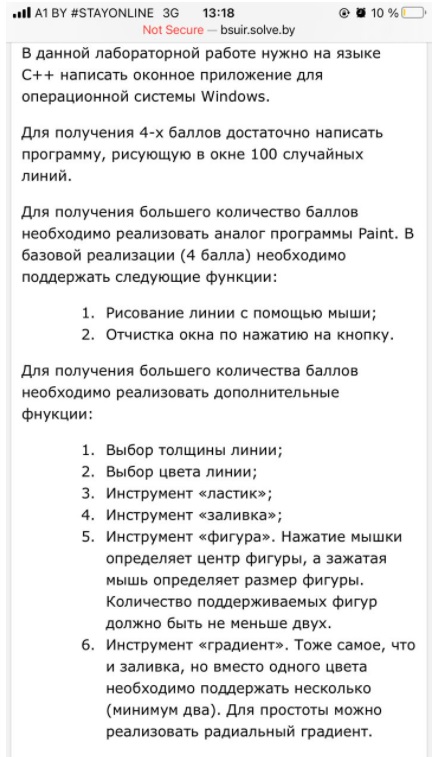 A1 BY #STAYONLINE 3G 13:18 10 %
Not Secure — bsuir.solve.by
В данной лабораторной работе нужно на языке
C++ написать оконное приложение для
операционной системы Windows.
Для получения 4-х баллов достаточно написать
программу, рисующую в окне 100 случайных
линий.
Для получения большего количество баллов
необходимо реализовать аналог программы Paint. В
базовой реализации (4 балла) необходимо
поддержать следующие функции:
1. Рисование линии с помощью мыши;
2. Отчистка окна по нажатию на кнопку.
Для получения большего количества баллов
необходимо реализовать дополнительные
фнукции:
1. Выбор толщины линии;
2. Выбор цвета линии;
3. Инструмент «ластик»;
4. Инструмент «заливка»;
5. Инструмент «фигура». Нажатие мышки
определяет центр фигуры, а зажатая
мышь определяет размер фигуры.
Количество поддерживаемых фигур
должно быть не меньше двух.
6. Инструмент «градиент». Тоже самое, что
и заливка, но вместо одного цвета
необходимо поддержать несколько
(минимум два). Для простоты можно
реализовать радиальный градиент.